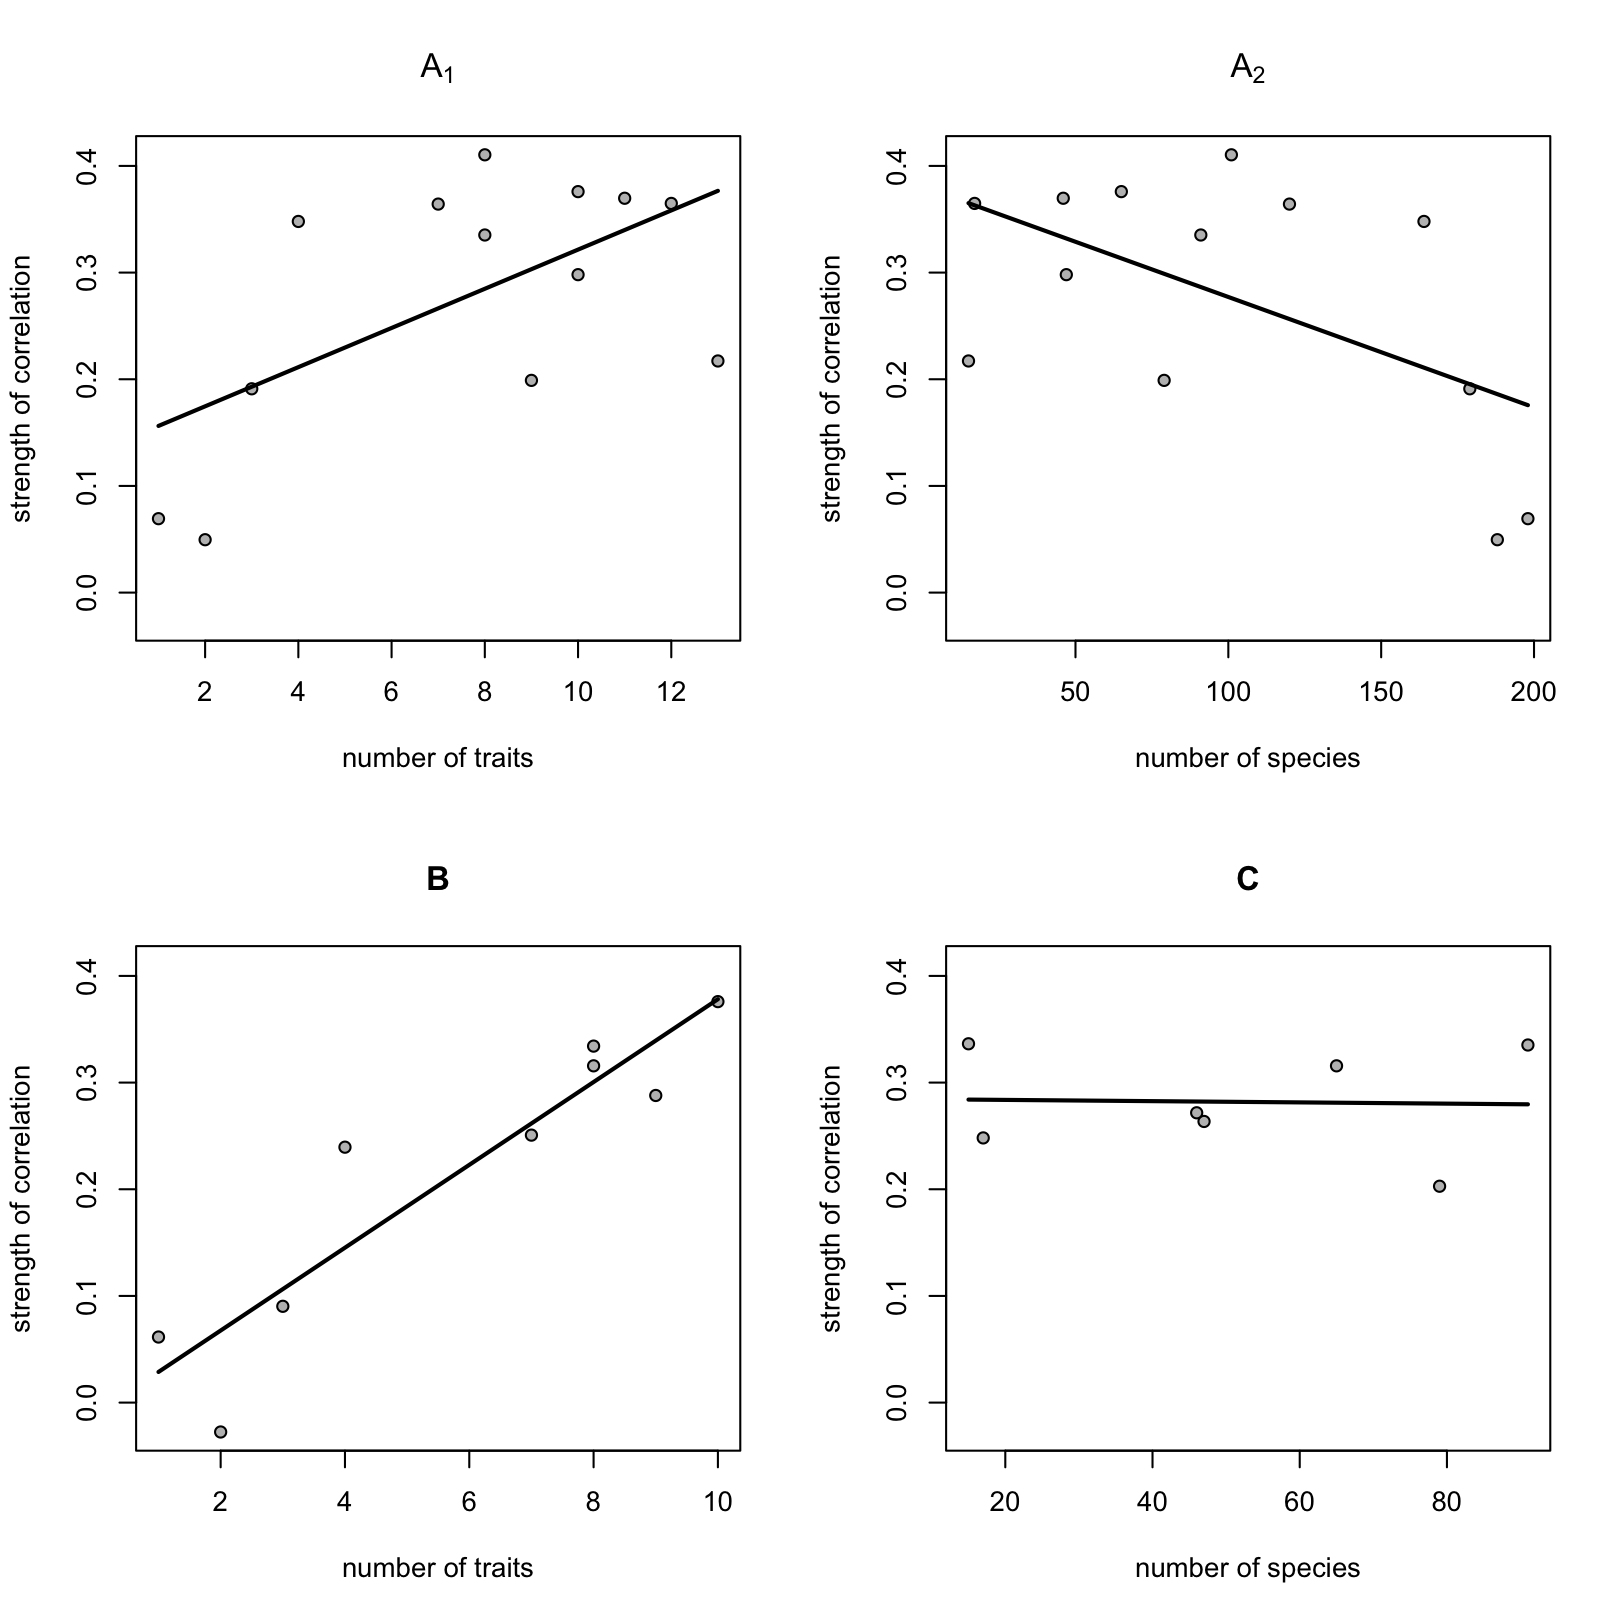 A1
0.4
0.3
0.2
0.1
0.0
strength of correlation
2 4 6 8 10 12
number of traits
A2
0.4
0.3
0.2
0.1
0.0
strength of correlation
50 100 150 200
number of species
B
0.4
0.3
0.2
0.1
0.0
strength of correlation
2 4 6 8 10
number of traits
C
0.4
0.3
0.2
0.1
0.0
strength of correlation
20 40 60 80
number of species